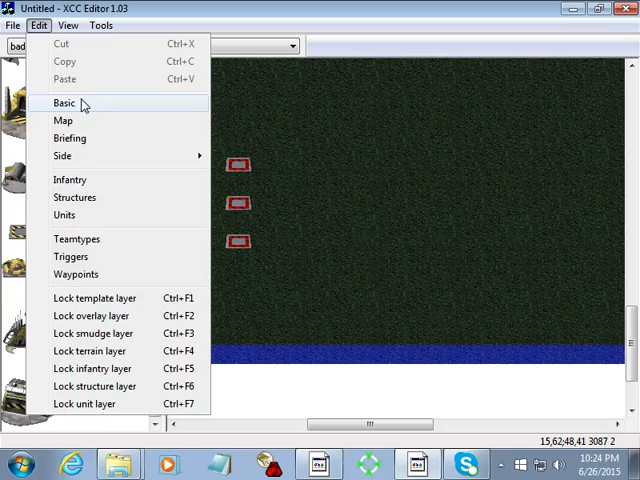 Untitled - XCC Editor 1.03
File Edit View Tools
bad
Cut Ctrl+X
Copy Ctrl+C
Paste Ctrl+V
Basic
Map
Briefing
Side
Infantry
Structures
Units
Teamtypes
Triggers
Waypoints
Lock template layer Ctrl+F1
Lock overlay layer Ctrl+F2
Lock smudge layer Ctrl+F3
Lock terrain layer Ctrl+F4
Lock infantry layer Ctrl+F5
Lock structure layer Ctrl+F6
Lock unit layer Ctrl+F7
15,62;48,41 3087 2
10:24 PM
6/26/2015